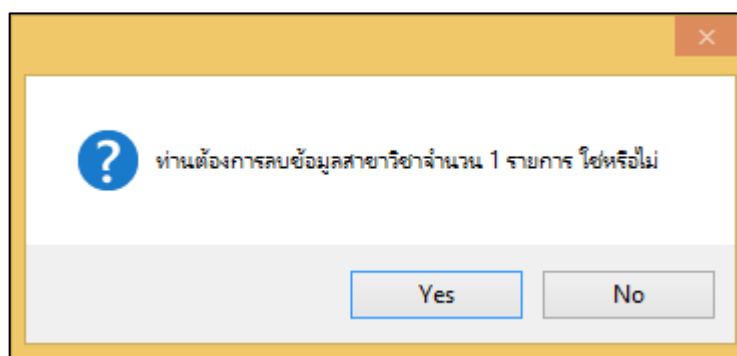 ท่านต้องการลบข้อมูลสาขาวิชาจำนวน 1 รายการ ใช่หรือไม่
Yes No